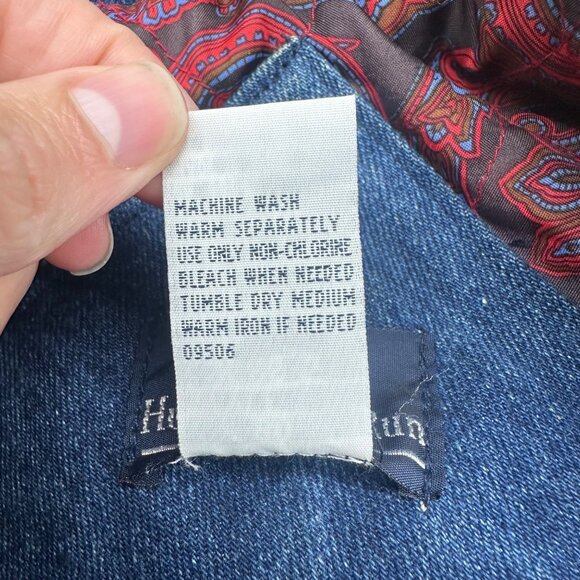 MACHINE WASH
WARM SEPARATELY
USE ONLY NON-CHLORINE
BLEACH WHEN NEEDED
TUMBLE DRY MEDIUM
WARM IRON IF NEEDED
09506